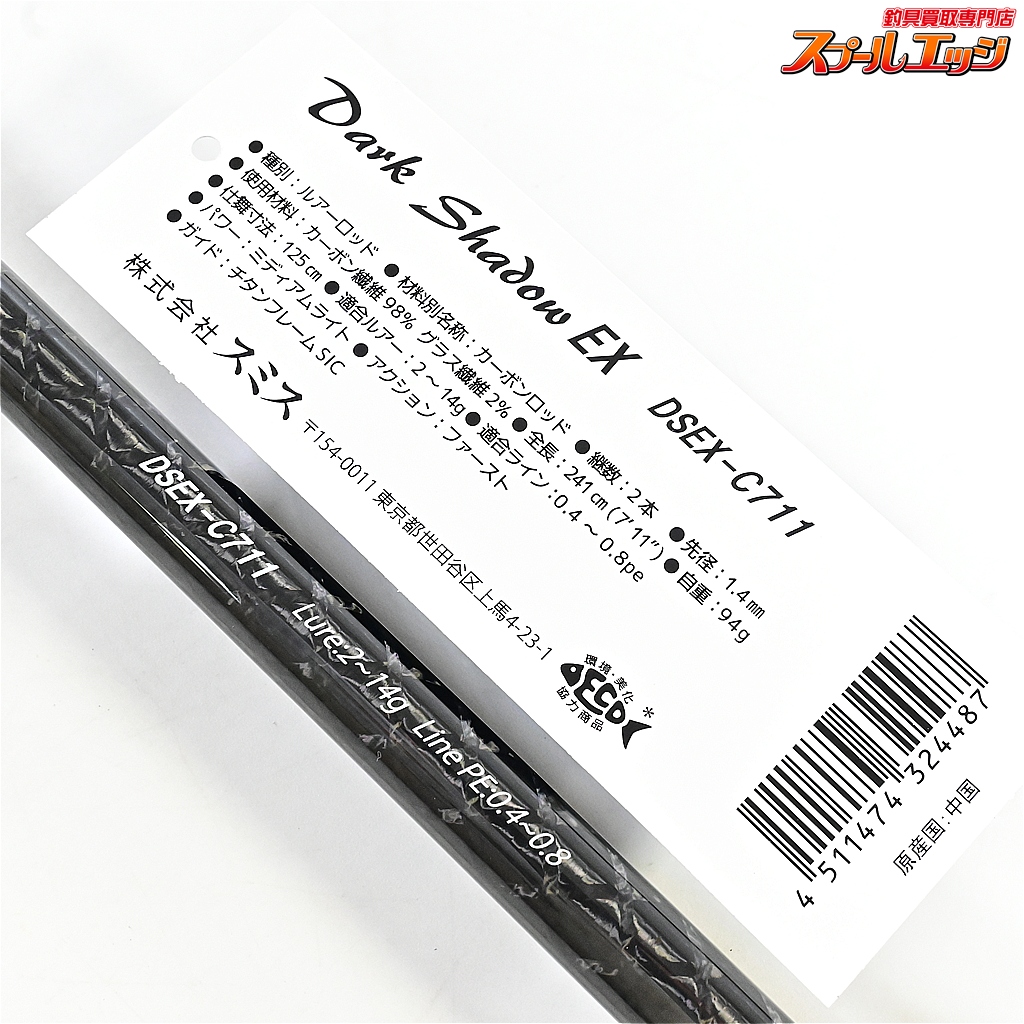 釣具買取専門店
スプールエッジ
Dark Shadow EX DSEX-C711
●種別：ルアーロッド ●材料別名称：カーボンロッド ●継数：2本 ●先径：1.4㎜
●使用材料：カーボン繊維 98% グラス繊維 2% ●全長：241㎝ (7'11") ●自重：94g
●仕舞寸法：125㎝ ●適合ルアー：2～14g ●適合ライン：0.4～0.8pe
●パワー：ミディアムライト ●アクション：ファースト
●ガイド：チタンフレーム SIC
株式会社 スミス 〒154-0011 東京都世田谷区上馬4-23-1
環境・美化
ECO
協力商品
4 511474 324487
原産国：中国
DSEX-C711 Lure:2~14g Line PE:0.4~0.8